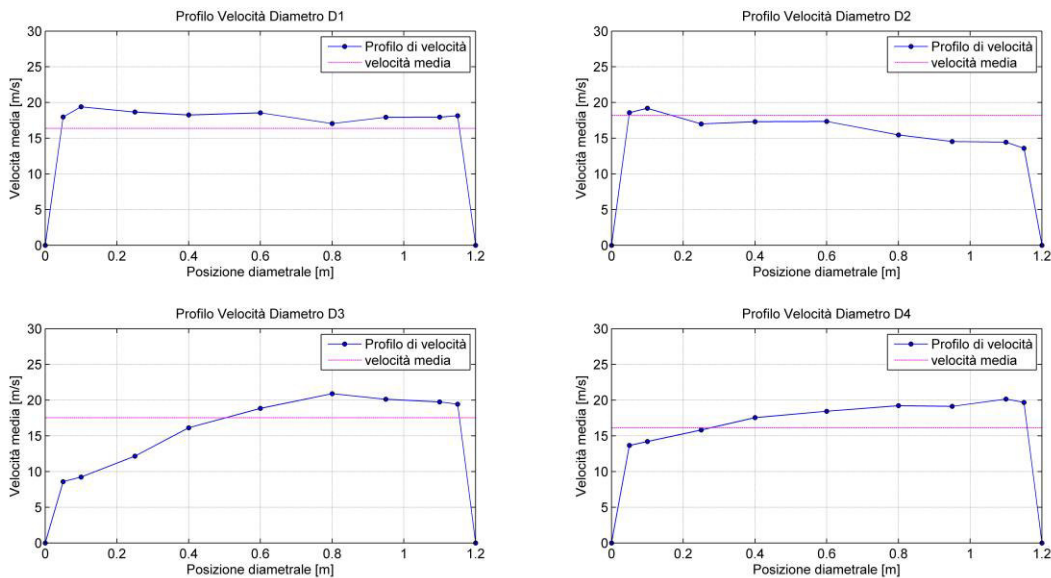 Profilo Velocità Diametro D1
30
25
20
15
10
5
0
Velocità media [m/s]
Profilo di velocità
velocità media
0 0.2 0.4 0.6 0.8 1 1.2
Posizione diametrale [m]
Profilo Velocità Diametro D2
30
25
20
15
10
5
0
Velocità media [m/s]
Profilo di velocità
velocità media
0 0.2 0.4 0.6 0.8 1 1.2
Posizione diametrale [m]
Profilo Velocità Diametro D3
30
25
20
15
10
5
0
Velocità media [m/s]
Profilo di velocità
velocità media
0 0.2 0.4 0.6 0.8 1 1.2
Posizione diametrale [m]
Profilo Velocità Diametro D4
30
25
20
15
10
5
0
Velocità media [m/s]
Profilo di velocità
velocità media
0 0.2 0.4 0.6 0.8 1 1.2
Posizione diametrale [m]